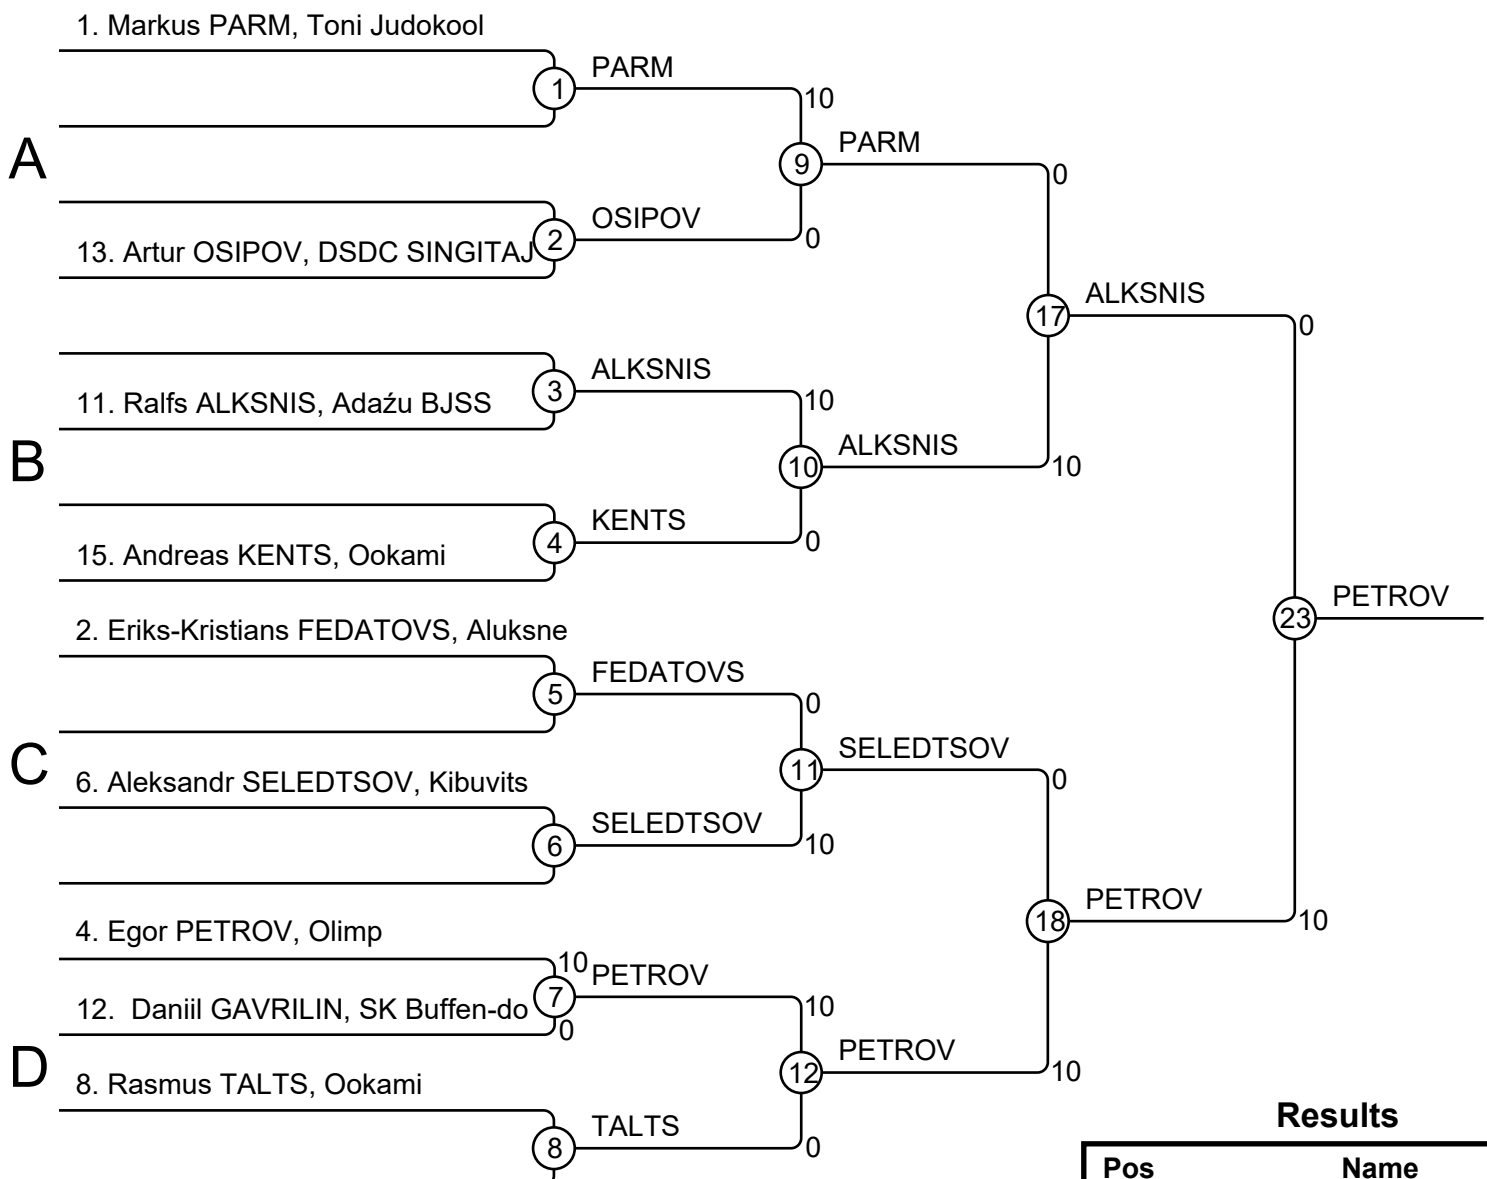 1. Markus PARM, Toni Judokool
PARM
1
10
PARM
A
9
0
OSIPOV
2
13. Artur OSIPOV, DSDC SINGITAJ
0
ALKSNIS
17
0
ALKSNIS
3
11. Ralfs ALKSNIS, Adaźu BJSS
10
ALKSNIS
B
10
10
KENTS
4
15. Andreas KENTS, Ookami
0
PETROV
23
2. Eriks-Kristians FEDATOVS, Aluksne
FEDATOVS
5
0
SELEDTSOV
C
11
0
6. Aleksandr SELEDTSOV, Kibuvits
SELEDTSOV
6
10
PETROV
18
10
4. Egor PETROV, Olimp
10
PETROV
7
12. Daniil GAVRILIN, SK Buffen-do
10
0
PETROV
D
12
10
8. Rasmus TALTS, Ookami
TALTS
8
0
Results
Pos Name